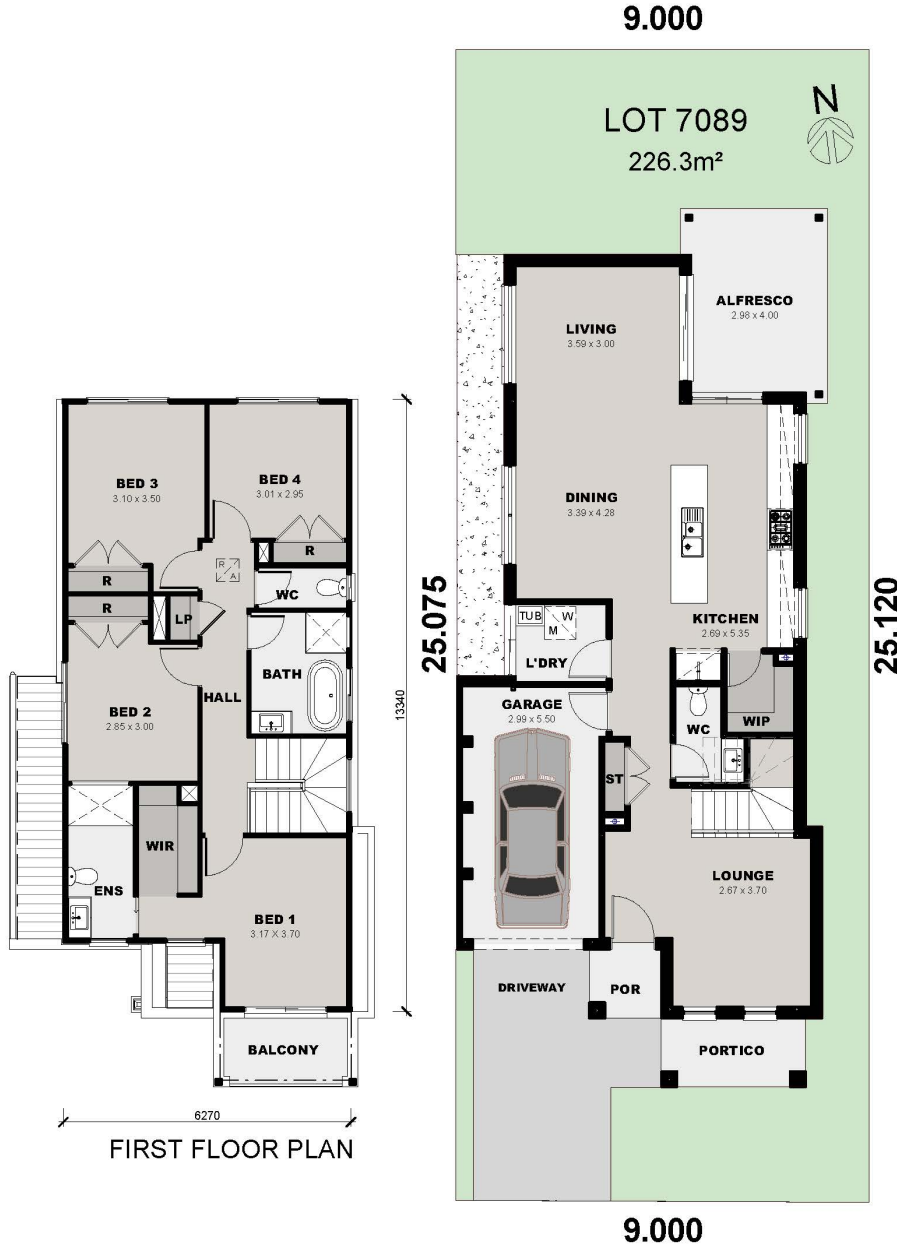 9.000
N
LOT 7089
226.3m²
ALFRESCO
2.98 x 4.00
LIVING
3.59 x 3.00
DINING
3.39 x 4.28
KITCHEN
2.69 x 5.35
TUB
W
M
L'DRY
GARAGE
2.99 x 5.50
WC
WIP
ST
LOUNGE
2.67 x 3.70
DRIVEWAY
POR
PORTICO
25.075
25.120
9.000
BED 3
3.10 x 3.50
BED 4
3.01 x 2.95
R
R
R
R
A
WC
LP
BATH
HALL
BED 2
2.85 x 3.00
WIR
ENS
BED 1
3.17 X 3.70
BALCONY
13340
6270
FIRST FLOOR PLAN